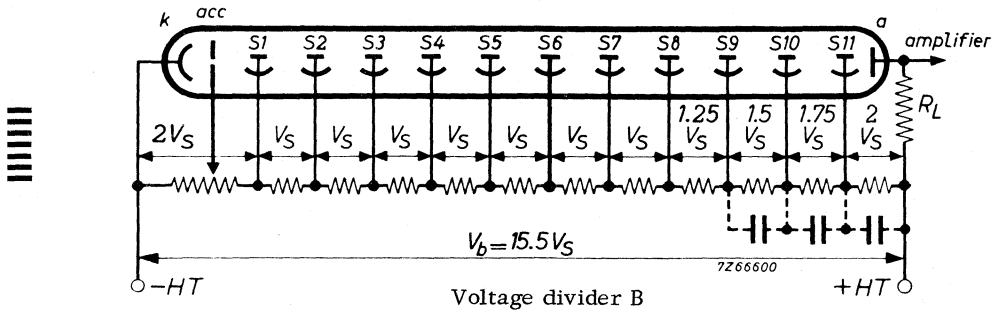 k acc a
S1 S2 S3 S4 S5 S6 S7 S8 S9 S10 S11 amplifier
R_L
1.25 1.5 1.75 2
2V_S V_S V_S V_S V_S V_S V_S V_S V_S V_S V_S V_S
V_b=15.5V_S
7Z66600
-HT +HT
Voltage divider B